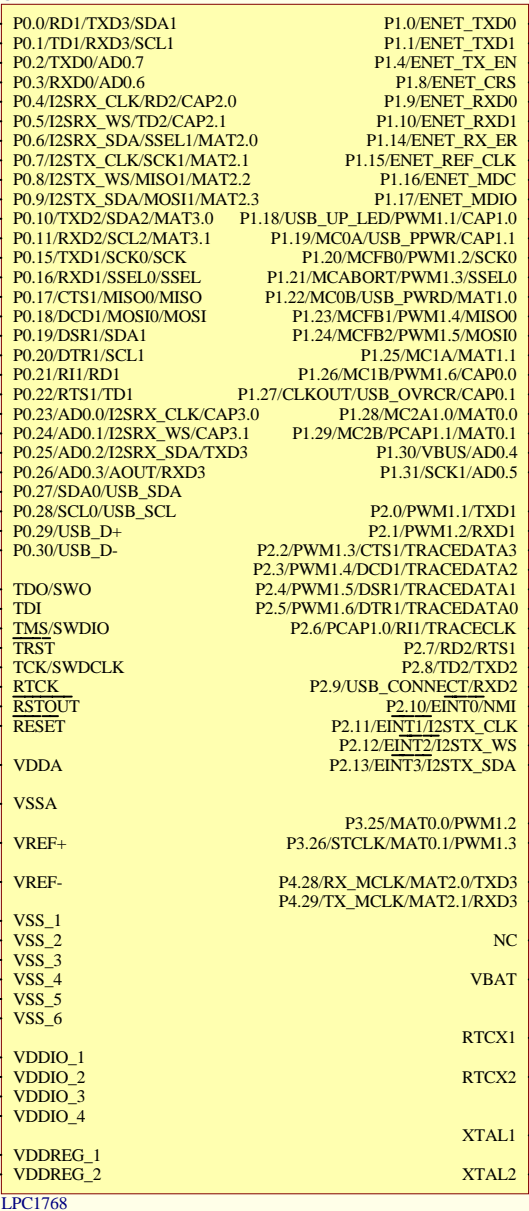 P0.0/RD1/TXD3/SDA1 P1.0/ENET_TXD0
P0.1/TD1/RXD3/SCL1 P1.1/ENET_TXD1
P0.2/TXD0/AD0.7 P1.4/ENET_TX_EN
P0.3/RXD0/AD0.6 P1.8/ENET_CRS
P0.4/I2SRX_CLK/RD2/CAP2.0 P1.9/ENET_RXD0
P0.5/I2SRX_WS/TD2/CAP2.1 P1.10/ENET_RXD1
P0.6/I2SRX_SDA/SSEL1/MAT2.0 P1.14/ENET_RX_ER
P0.7/I2STX_CLK/SCK1/MAT2.1 P1.15/ENET_REF_CLK
P0.8/I2STX_WS/MISO1/MAT2.2 P1.16/ENET_MDC
P0.9/I2STX_SDA/MOSI1/MAT2.3 P1.17/ENET_MDIO
P0.10/TXD2/SDA2/MAT3.0 P1.18/USB_UP_LED/PWM1.1/CAP1.0
P0.11/RXD2/SCL2/MAT3.1 P1.19/MC0A/USB_PPWR/CAP1.1
P0.15/TXD1/SCK0/SCK P1.20/MCFB0/PWM1.2/SCK0
P0.16/RXD1/SSEL0/SSEL P1.21/MCABORT/PWM1.3/SSEL0
P0.17/CTS1/MISO0/MISO P1.22/MC0B/USB_PWRD/MAT1.0
P0.18/DCD1/MOSI0/MOSI P1.23/MCFB1/PWM1.4/MISO0
P0.19/DSR1/SDA1 P1.24/MCFB2/PWM1.5/MOSI0
P0.20/DTR1/SCL1 P1.25/MC1A/MAT1.1
P0.21/RI1/RD1 P1.26/MC1B/PWM1.6/CAP0.0
P0.22/RTS1/TD1 P1.27/CLKOUT/USB_OVRCR/CAP0.1
P0.23/AD0.0/I2SRX_CLK/CAP3.0 P1.28/MC2A1.0/MAT0.0
P0.24/AD0.1/I2SRX_WS/CAP3.1 P1.29/MC2B/PCAP1.1/MAT0.1
P0.25/AD0.2/I2SRX_SDA/TXD3 P1.30/VBUS/AD0.4
P0.26/AD0.3/AOUT/RXD3 P1.31/SCK1/AD0.5
P0.27/SDA0/USB_SDA
P0.28/SCL0/USB_SCL P2.0/PWM1.1/TXD1
P0.29/USB_D+ P2.1/PWM1.2/RXD1
P0.30/USB_D- P2.2/PWM1.3/CTS1/TRACEDATA3
P2.3/PWM1.4/DCD1/TRACEDATA2
TDO/SWO P2.4/PWM1.5/DSR1/TRACEDATA1
TDI P2.5/PWM1.6/DTR1/TRACEDATA0
TMS/SWDIO P2.6/PCAP1.0/RI1/TRACECLK
TRST P2.7/RD2/RTS1
TCK/SWDCLK P2.8/TD2/TXD2
RTCK P2.9/USB_CONNECT/RXD2
RSTOUT P2.10/EINT0/NMI
RESET P2.11/EINT1/I2STX_CLK
P2.12/EINT2/I2STX_WS
VDDA P2.13/EINT3/I2STX_SDA
VSSA
P3.25/MAT0.0/PWM1.2
VREF+ P3.26/STCLK/MAT0.1/PWM1.3
VREF- P4.28/RX_MCLK/MAT2.0/TXD3
P4.29/TX_MCLK/MAT2.1/RXD3
VSS_1
VSS_2 NC
VSS_3
VSS_4 VBAT
VSS_5
VSS_6
RTCX1
VDDIO_1
VDDIO_2 RTCX2
VDDIO_3
VDDIO_4
XTAL1
VDDREG_1
VDDREG_2 XTAL2
LPC1768